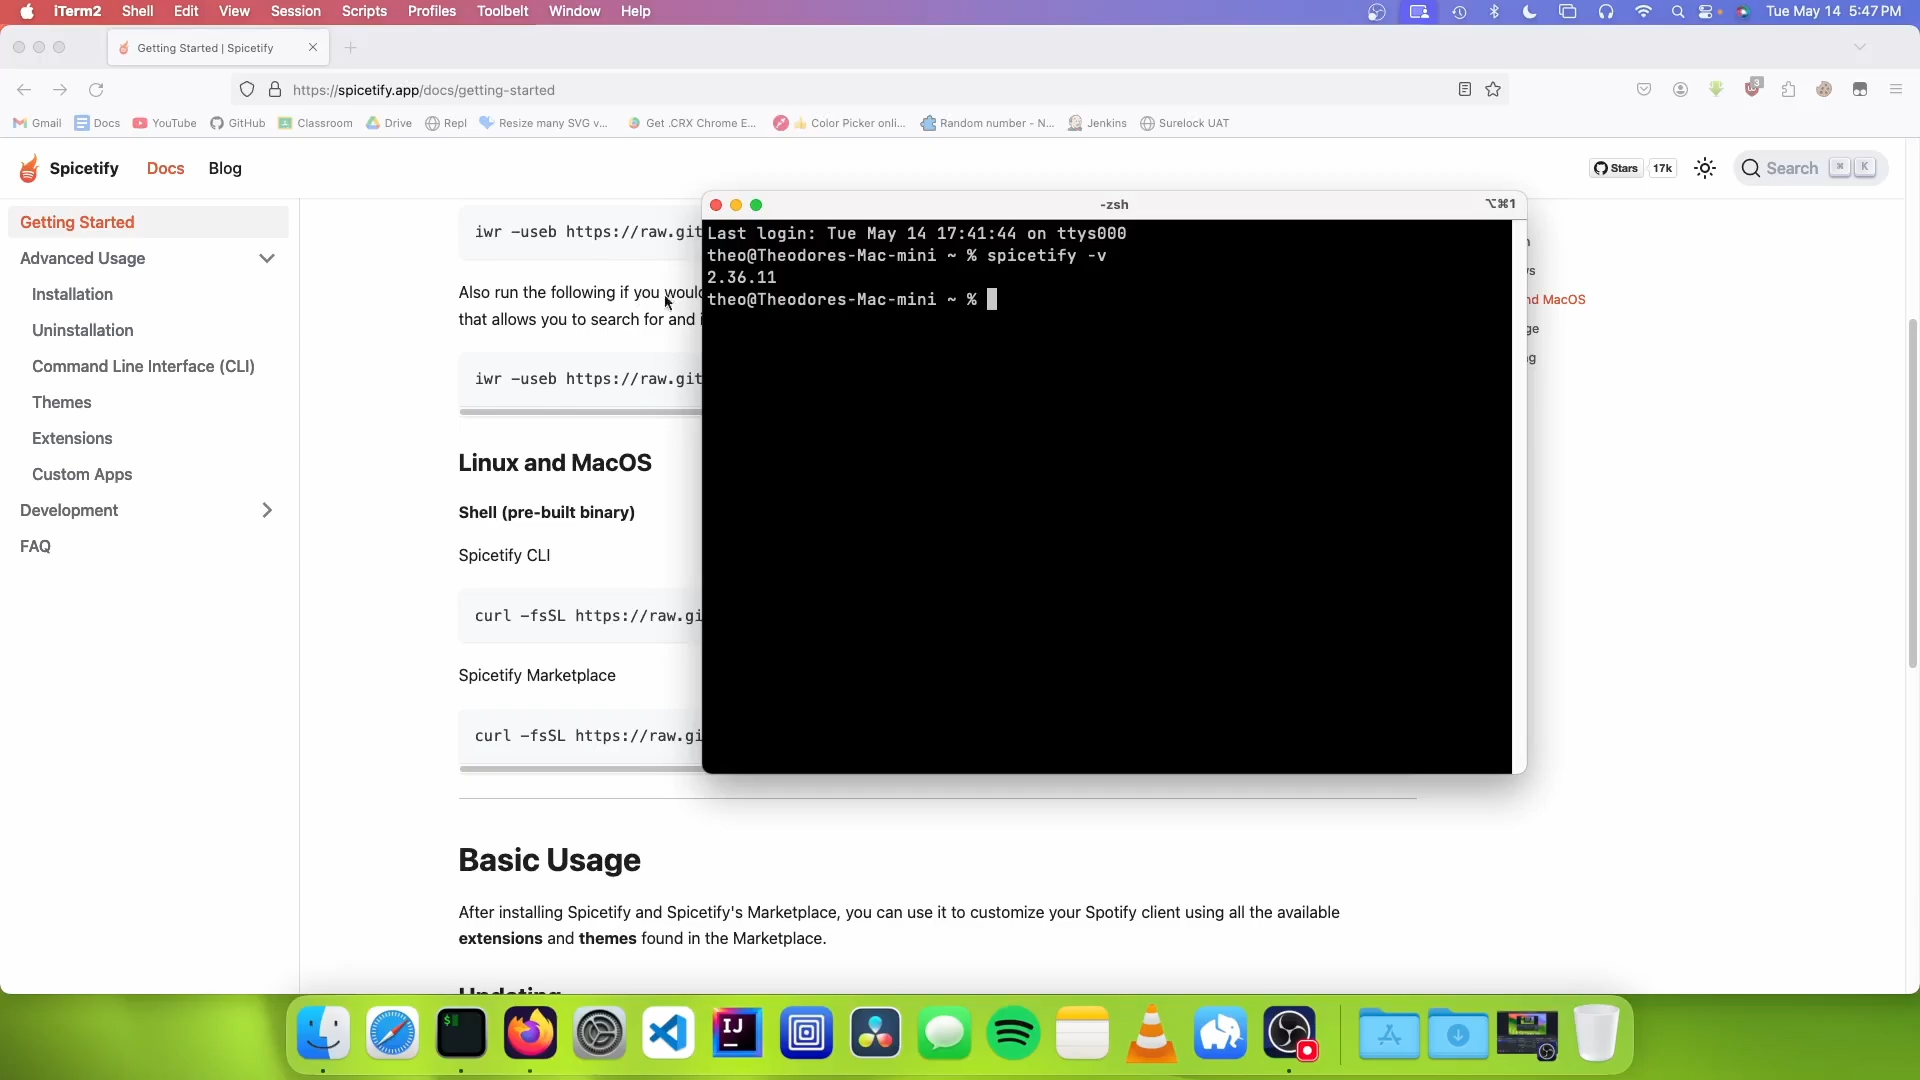 iTerm2 Shell Edit View Session Scripts Profiles Toolbelt Window Help Tue May 14 5:47 PM
Getting Started | Spicetify
https://spicetify.app/docs/getting-started
3
Gmail Docs YouTube GitHub Classroom Drive Repl Resize many SVG v... Get .CRX Chrome E... Color Picker onli... Random number - N... Jenkins Surelock UAT
Spicetify Docs Blog Stars 17k Search ⌘ K
Getting Started
Advanced Usage
Installation
Uninstallation
Command Line Interface (CLI)
Themes
Extensions
Custom Apps
Development
FAQ
iwr -useb https://raw.git
Also run the following if you would
that allows you to search for and i
iwr -useb https://raw.git
Linux and MacOS
Shell (pre-built binary)
Spicetify CLI
curl -fsSL https://raw.gi
Spicetify Marketplace
curl -fsSL https://raw.gi
-zsh ⌥⌘1
Last login: Tue May 14 17:41:44 on ttys000
theo@Theodores-Mac-mini ~ % spicetify -v
2.36.11
theo@Theodores-Mac-mini ~ %
n
ws
nd MacOS
ge
ng
Basic Usage
After installing Spicetify and Spicetify's Marketplace, you can use it to customize your Spotify client using all the available
extensions and themes found in the Marketplace.
Updating
$
IJ